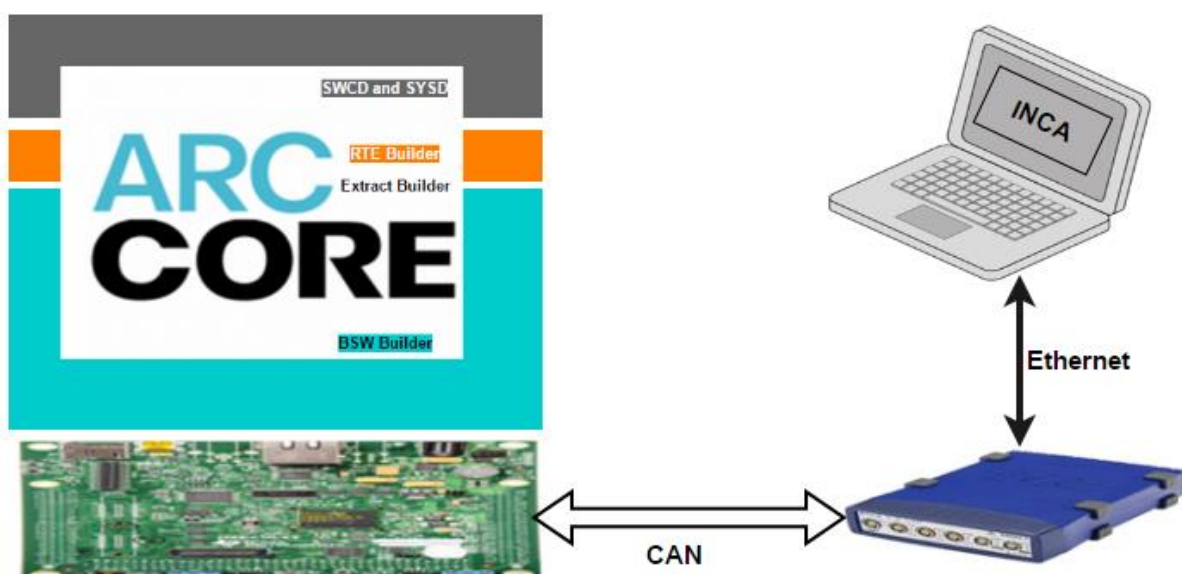 SWCD and SYSD
RTE Builder
Extract Builder
ARC
CORE
BSW Builder
INCA
Ethernet
CAN